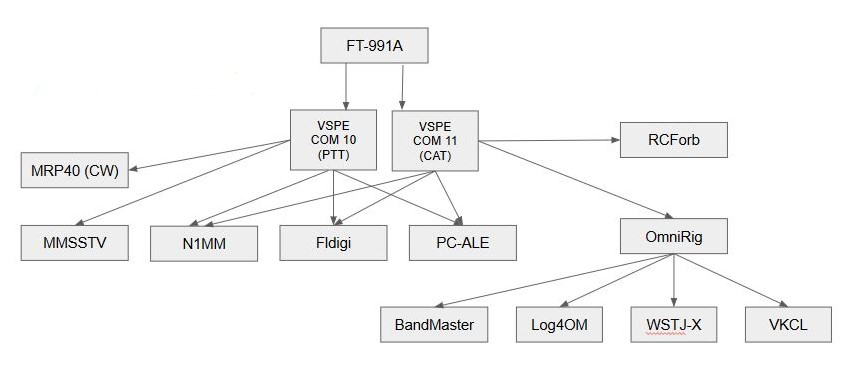 FT-991A
VSPE
COM 10
(PTT)
VSPE
COM 11
(CAT)
RCForb
MRP40 (CW)
MMSSTV
N1MM
Fldigi
PC-ALE
OmniRig
BandMaster
Log4OM
WSTJ-X
VKCL